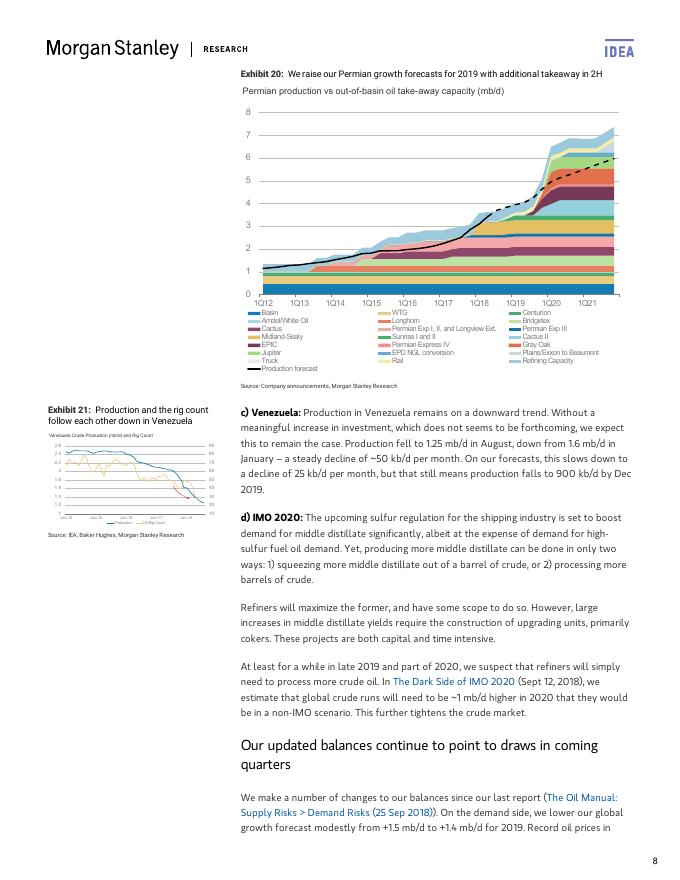 Morgan Stanley | RESEARCH
IDEA
Exhibit 20: We raise our Permian growth forecasts for 2019 with additional takeaway in 2H
Permian production vs out-of-basin oil take-away capacity (mb/d)
8
7
6
5
4
3
2
1
0
1Q12 1Q13 1Q14 1Q15 1Q16 1Q17 1Q18 1Q19 1Q20 1Q21
Basin WTG Centurion
Amdel/White Oil Longhorn Bridgetex
Cactus Permian Exp I, II, and Longview Ext. Permian Exp III
Midland-Sealy Sunrise I and II Cactus II
EPIC Permian Express IV Gray Oak
Jupiter EPD NGL conversion Plains/Exxon to Beaumont
Truck Rail Refining Capacity
Production forecast
Source: Company announcements, Morgan Stanley Research
Exhibit 21: Production and the rig count
follow each other down in Venezuela
Venezuela Crude Production (mb/d) and Rig Count
2.6 90
2.4 80
2.2 70
2 60
1.8 50
1.6 40
1.4 30
1.2 20
1 10
Production Oil Rig Count
Source: IEA, Baker Hughes, Morgan Stanley Research
c) Venezuela: Production in Venezuela remains on a downward trend. Without a
meaningful increase in investment, which does not seems to be forthcoming, we expect
this to remain the case. Production fell to 1.25 mb/d in August, down from 1.6 mb/d in
January – a steady decline of ~50 kb/d per month. On our forecasts, this slows down to
a decline of 25 kb/d per month, but that still means production falls to 900 kb/d by Dec
2019.
d) IMO 2020: The upcoming sulfur regulation for the shipping industry is set to boost
demand for middle distillate significantly, albeit at the expense of demand for high-
sulfur fuel oil demand. Yet, producing more middle distillate can be done in only two
ways: 1) squeezing more middle distillate out of a barrel of crude, or 2) processing more
barrels of crude.
Refiners will maximize the former, and have some scope to do so. However, large
increases in middle distillate yields require the construction of upgrading units, primarily
cokers. These projects are both capital and time intensive.
At least for a while in late 2019 and part of 2020, we suspect that refiners will simply
need to process more crude oil. In The Dark Side of IMO 2020 (Sept 12, 2018), we
estimate that global crude runs will need to be ~1 mb/d higher in 2020 that they would
be in a non-IMO scenario. This further tightens the crude market.
Our updated balances continue to point to draws in coming
quarters
We make a number of changes to our balances since our last report (The Oil Manual:
Supply Risks > Demand Risks (25 Sep 2018)). On the demand side, we lower our global
growth forecast modestly from +1.5 mb/d to +1.4 mb/d for 2019. Record oil prices in
8